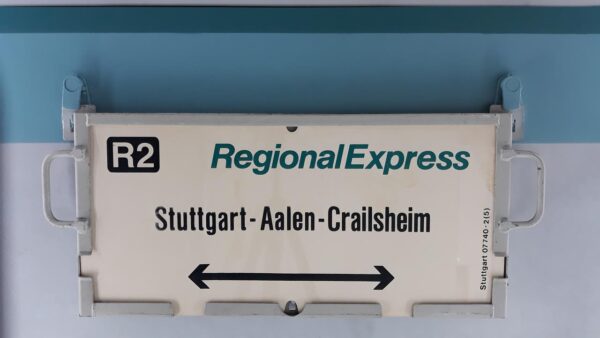 R2 RegionalExpress
Stuttgart-Aalen-Crailsheim
Stuttgart 07740-2(5)